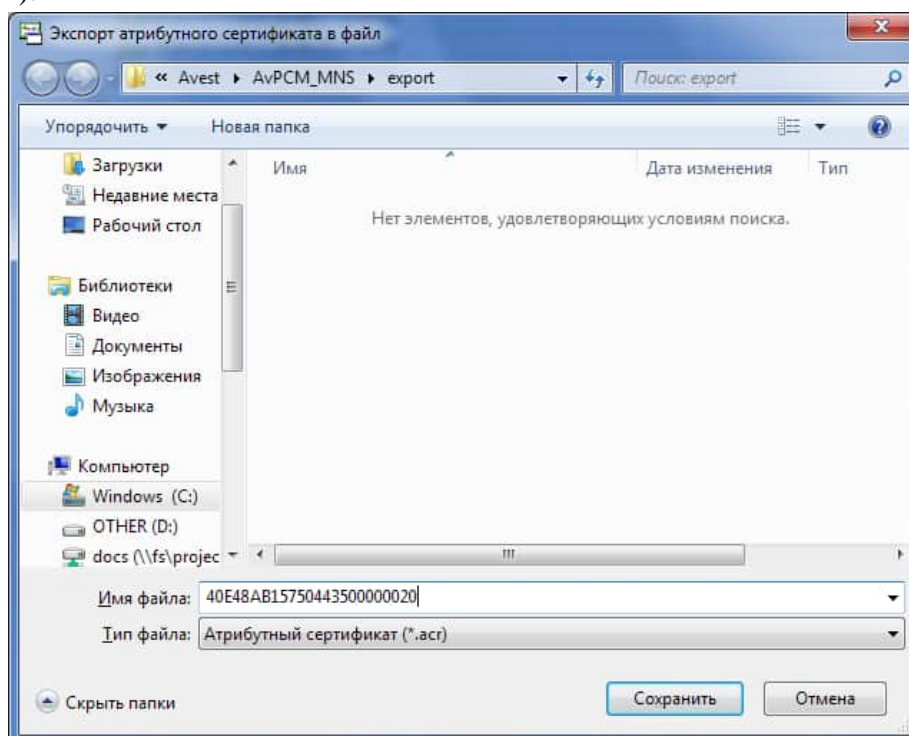 ).
Экспорт атрибутного сертификата в файл
« Avest ▸ AvPCM_MNS ▸ export
Поиск: export
Упорядочить ▾ Новая папка
Загрузки
Недавние места
Рабочий стол
Библиотеки
Видео
Документы
Изображения
Музыка
Компьютер
Windows (C:)
OTHER (D:)
docs (\\fs\projec
Имя Дата изменения Тип
Нет элементов, удовлетворяющих условиям поиска.
Имя файла: 40E48AB15750443500000020
Тип файла: Атрибутный сертификат (*.acr)
Скрыть папки
Сохранить Отмена